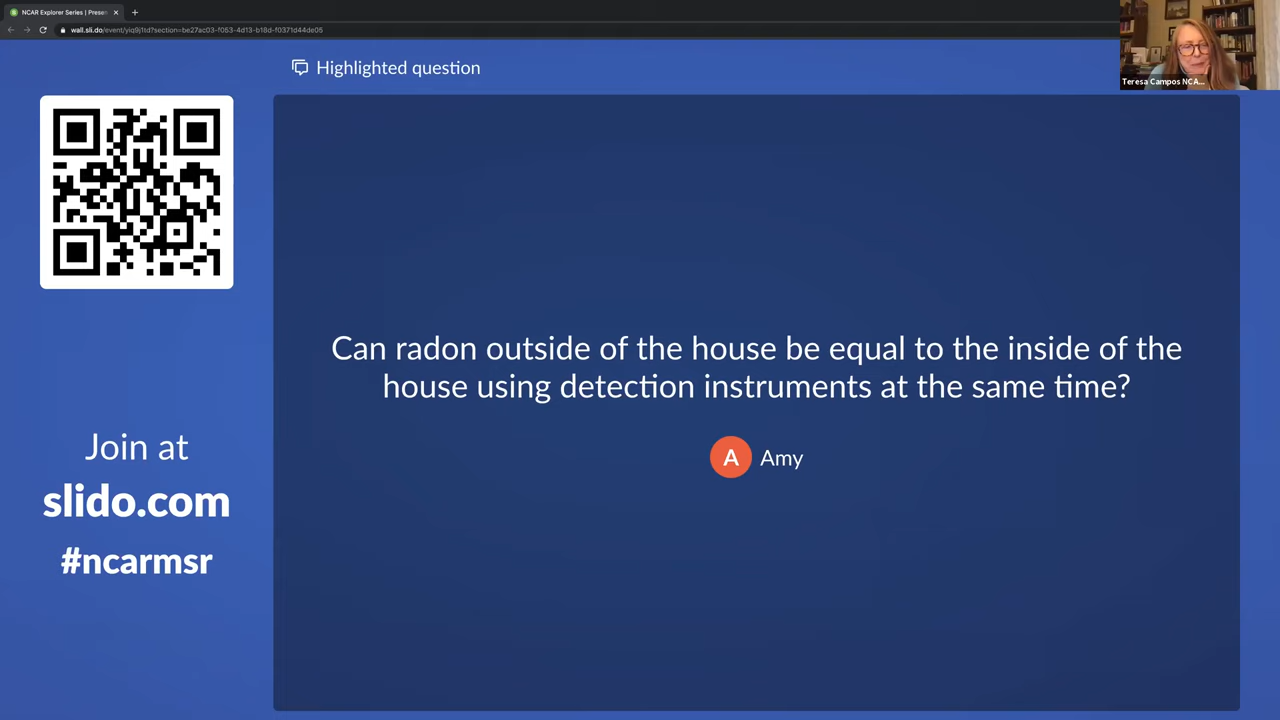 NCAR Explorer Series | Prese
wall.sli.do/event/yiq9j1td?section=be27ac03-f053-4d13-b18d-f0371d44de05
Teresa Campos NCA...
Highlighted question
Can radon outside of the house be equal to the inside of the
house using detection instruments at the same time?
A Amy
Join at
slido.com
#ncarmsr